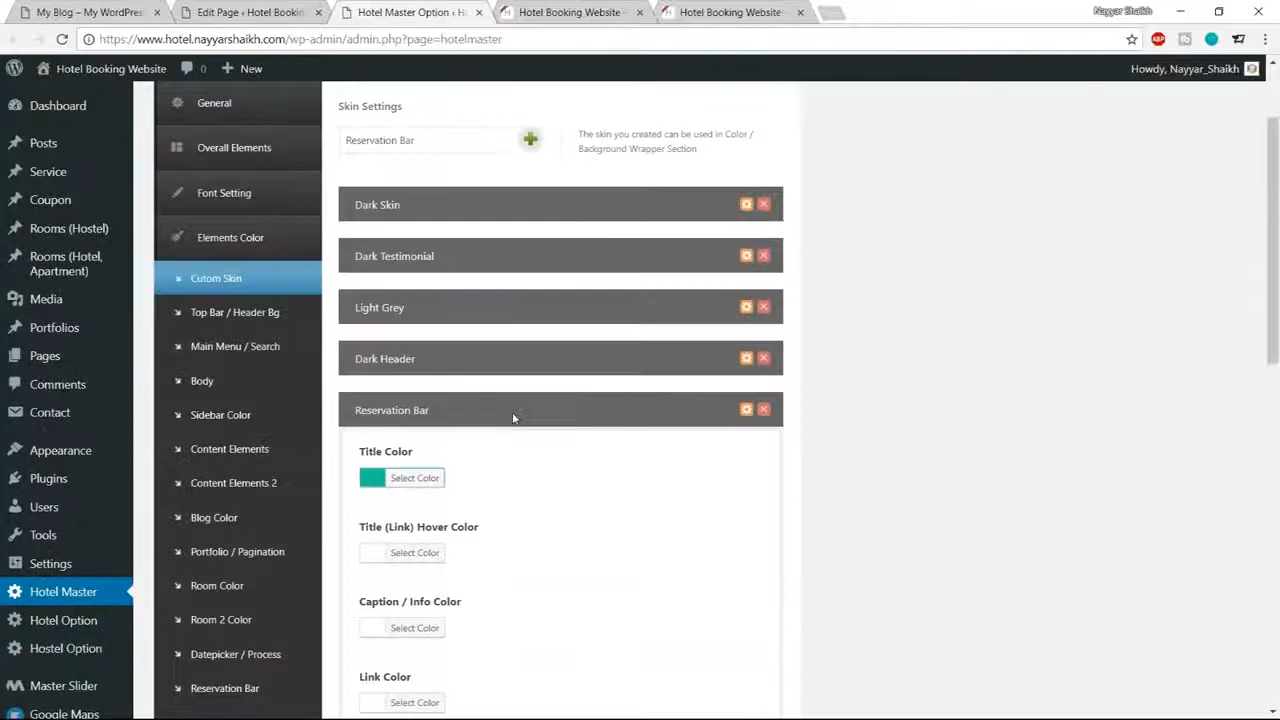 My Blog – My WordPres
Edit Page ‹ Hotel Bookin
Hotel Master Option ‹ H
Hotel Booking Website –
Hotel Booking Website –
Nayyar Shaikh
https://www.hotel.nayyarshaikh.com/wp-admin/admin.php?page=hotelmaster
ABP
Hotel Booking Website
0
New
Howdy, Nayyar_Shaikh
Dashboard
Posts
Service
Coupon
Rooms (Hostel)
Rooms (Hotel,
Apartment)
Media
Portfolios
Pages
Comments
Contact
Appearance
Plugins
Users
Tools
Settings
Hotel Master
Hotel Option
Hostel Option
Master Slider
Google Maps
General
Overall Elements
Font Setting
Elements Color
Cutom Skin
Top Bar / Header Bg
Main Menu / Search
Body
Sidebar Color
Content Elements
Content Elements 2
Blog Color
Portfolio / Pagination
Room Color
Room 2 Color
Datepicker / Process
Reservation Bar
Skin Settings
Reservation Bar
The skin you created can be used in Color /
Background Wrapper Section
Dark Skin
Dark Testimonial
Light Grey
Dark Header
Reservation Bar
Title Color
Select Color
Title (Link) Hover Color
Select Color
Caption / Info Color
Select Color
Link Color
Select Color